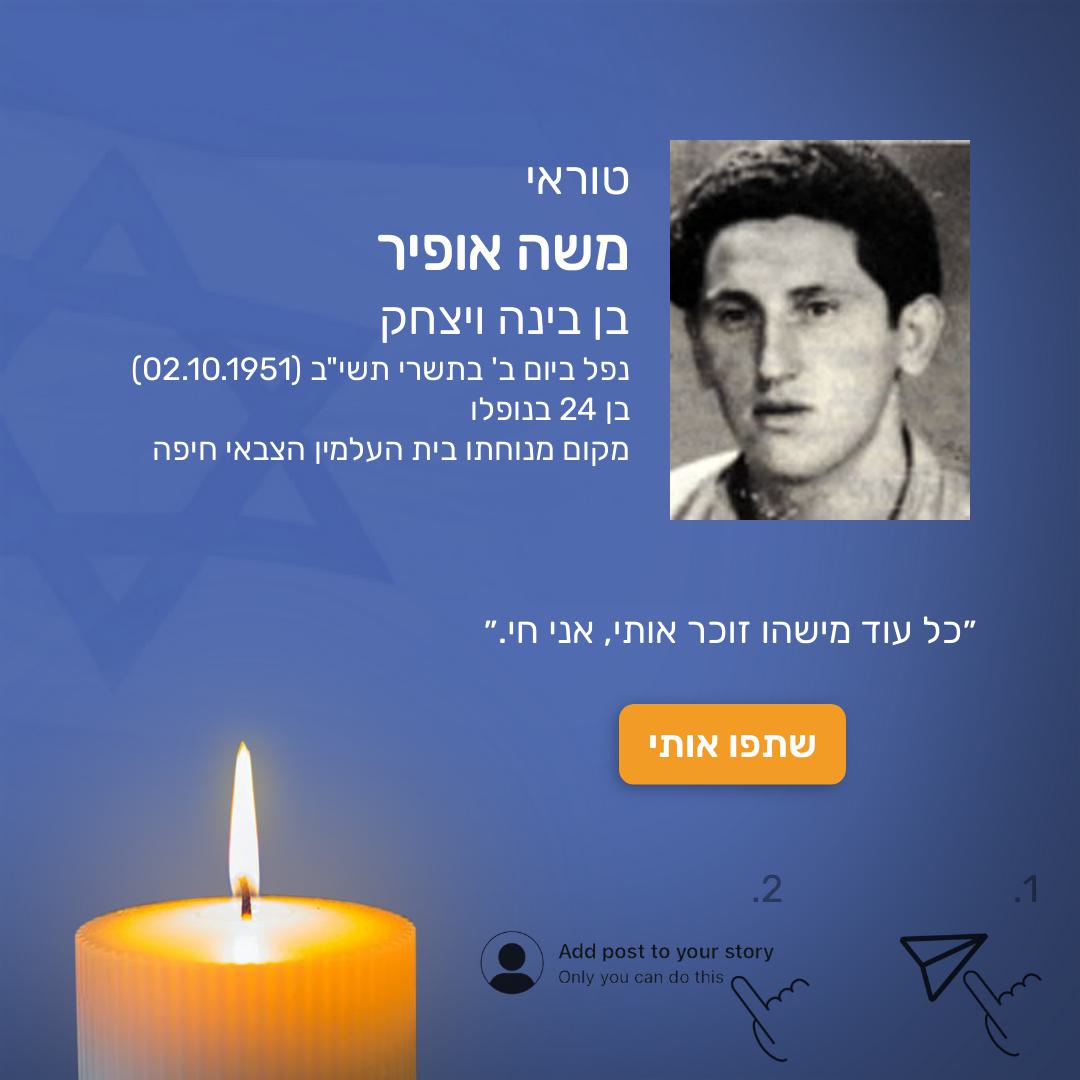 טוראי
משה אופיר
בן בינה ויצחק
נפל ביום ב' בתשרי תשי"ב (02.10.1951)
בן 24 בנופלו
מקום מנוחתו בית העלמין הצבאי חיפה
״כל עוד מישהו זוכר אותי, אני חי.״
שתפו אותי
.1
.2
Add post to your story
Only you can do this